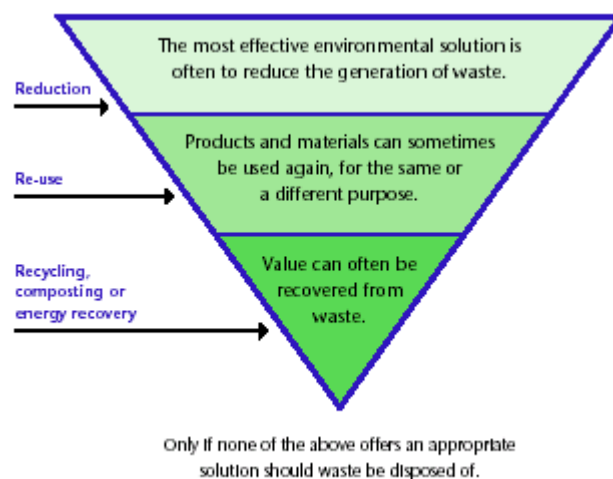 The most effective environmental solution is
often to reduce the generation of waste.
Reduction
Products and materials can sometimes
be used again, for the same or
a different purpose.
Re-use
Value can often be
recovered from
waste.
Recycling,
composting or
energy recovery
Only if none of the above offers an appropriate
solution should waste be disposed of.